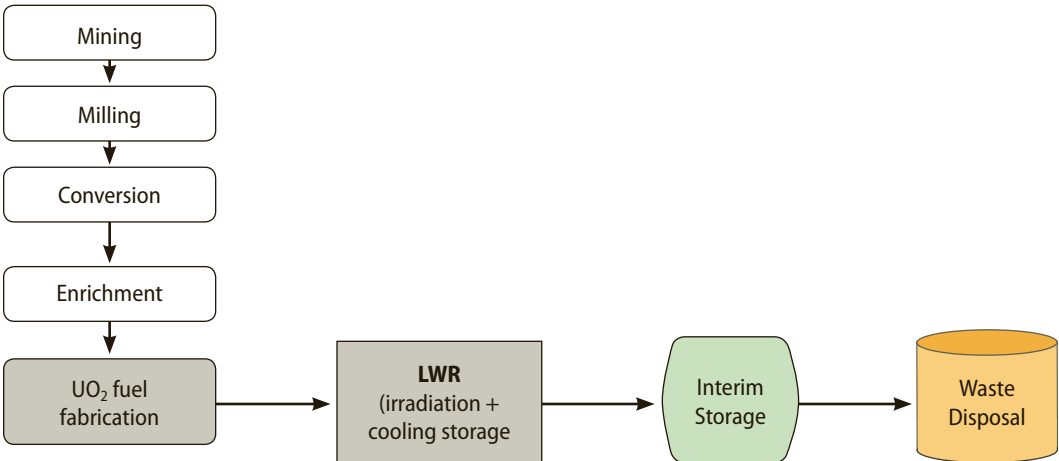 Mining
Milling
Conversion
Enrichment
UO₂ fuel
fabrication
LWR
(irradiation +
cooling storage
Interim
Storage
Waste
Disposal